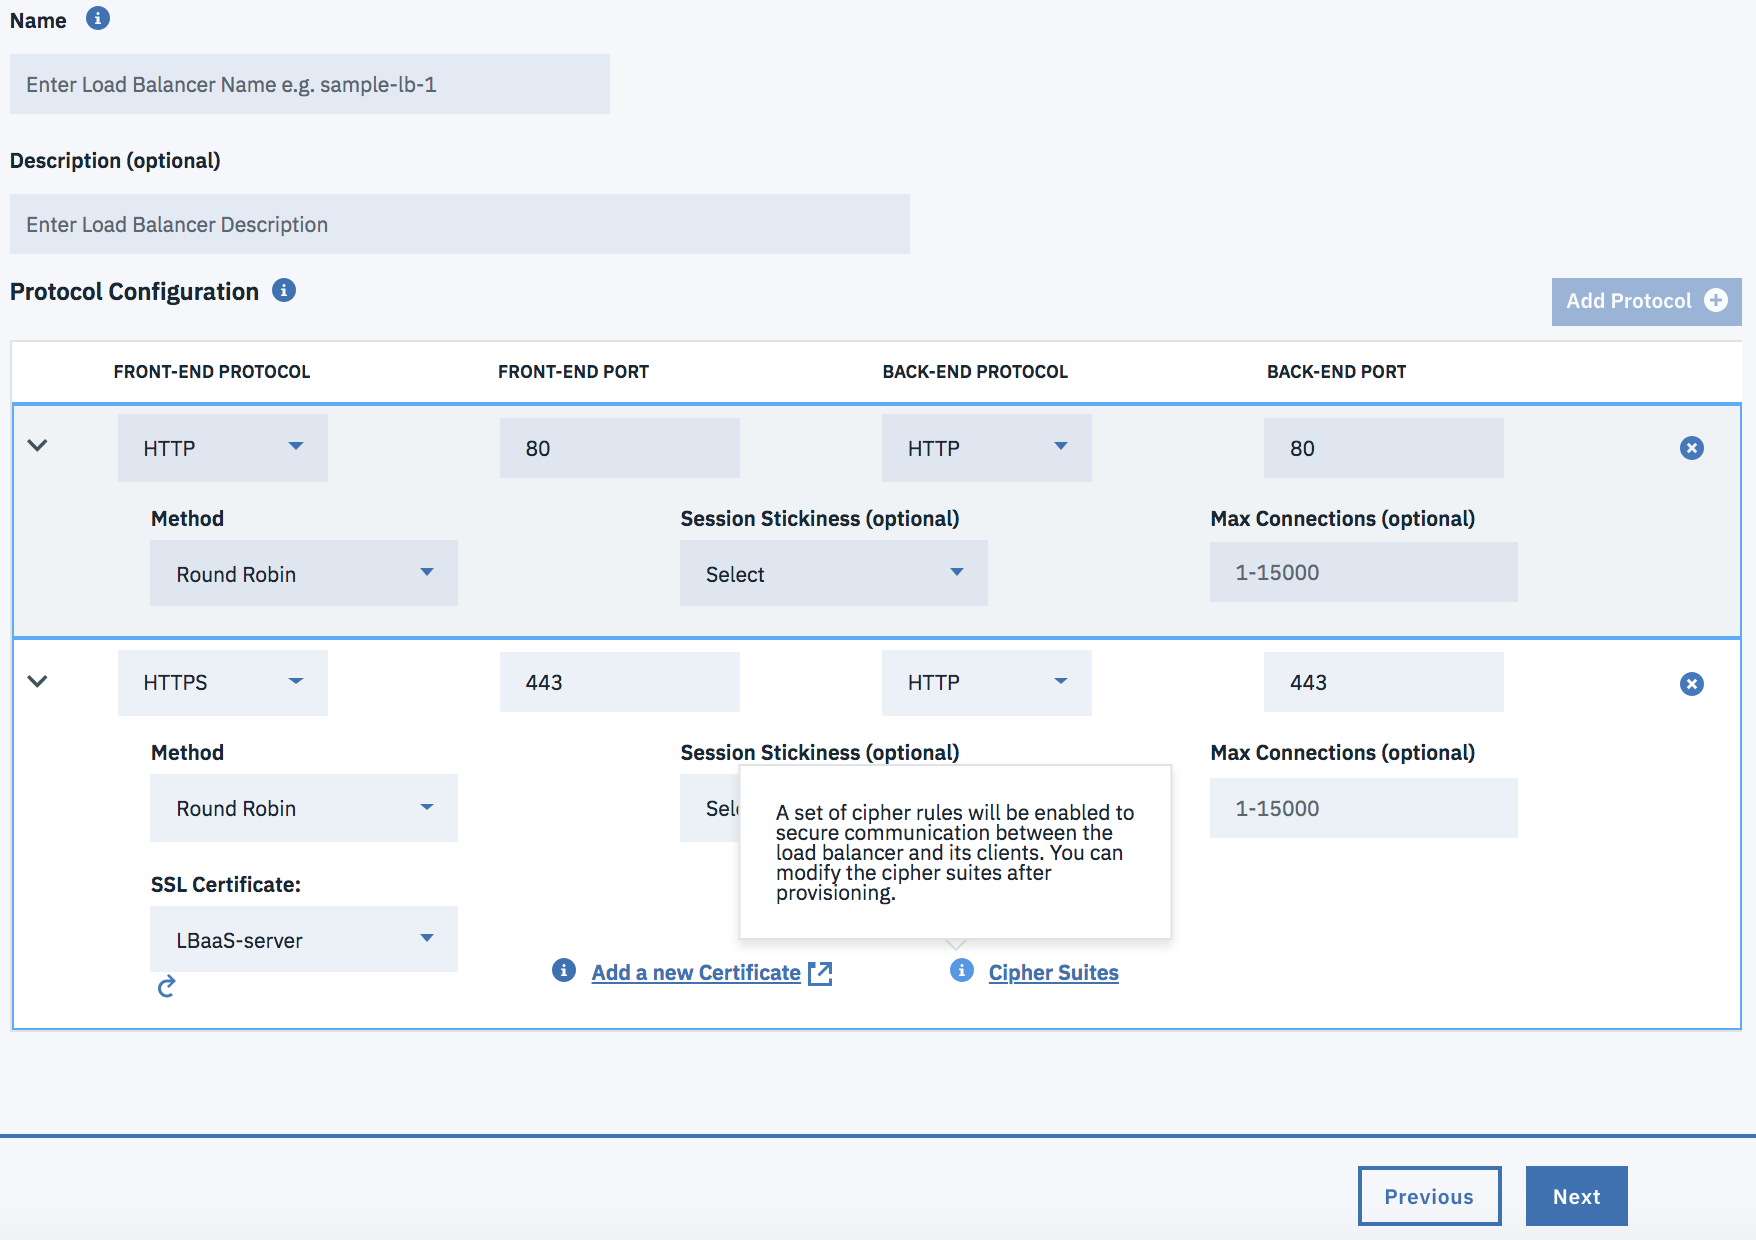 Name
Enter Load Balancer Name e.g. sample-lb-1
Description (optional)
Enter Load Balancer Description
Protocol Configuration
Add Protocol
FRONT-END PROTOCOL FRONT-END PORT BACK-END PROTOCOL BACK-END PORT
HTTP 80 HTTP 80
Method Session Stickiness (optional) Max Connections (optional)
Round Robin Select 1-15000
HTTPS 443 HTTP 443
Method Session Stickiness (optional) Max Connections (optional)
Round Robin Sele 1-15000
A set of cipher rules will be enabled to
secure communication between the
load balancer and its clients. You can
modify the cipher suites after
provisioning.
SSL Certificate:
LBaaS-server
Add a new Certificate Cipher Suites
Previous Next